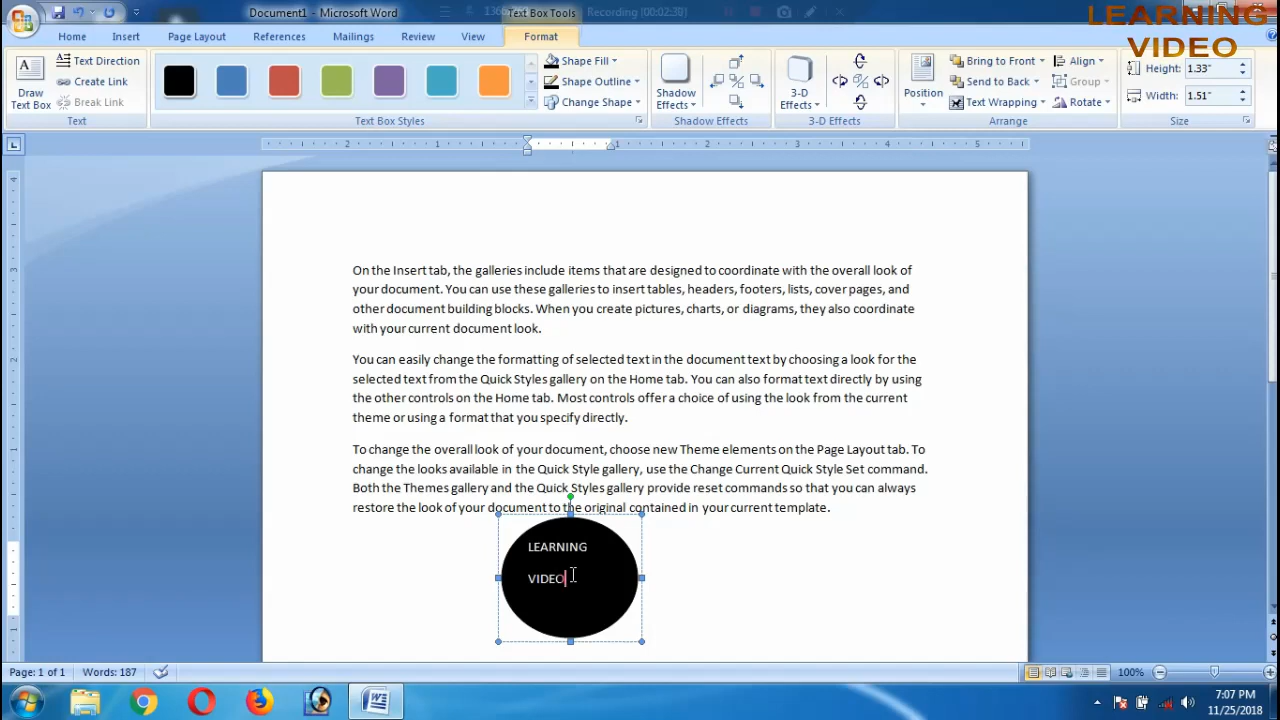 Document1 - Microsoft Word
Text Box Tools
Recording [00:02:30]
LEARNING
VIDEO
Home Insert Page Layout References Mailings Review View Format
Draw
Text Box
Text Direction
Create Link
Break Link
Text
Shape Fill
Shape Outline
Change Shape
Text Box Styles
Shadow
Effects
Shadow Effects
3-D
Effects
3-D Effects
Position
Bring to Front
Send to Back
Text Wrapping
Align
Group
Rotate
Arrange
Height: 1.33"
Width: 1.51"
Size
2 1 1 2 3 4 5
4
3
2
1
1
On the Insert tab, the galleries include items that are designed to coordinate with the overall look of
your document. You can use these galleries to insert tables, headers, footers, lists, cover pages, and
other document building blocks. When you create pictures, charts, or diagrams, they also coordinate
with your current document look.
You can easily change the formatting of selected text in the document text by choosing a look for the
selected text from the Quick Styles gallery on the Home tab. You can also format text directly by using
the other controls on the Home tab. Most controls offer a choice of using the look from the current
theme or using a format that you specify directly.
To change the overall look of your document, choose new Theme elements on the Page Layout tab. To
change the looks available in the Quick Style gallery, use the Change Current Quick Style Set command.
Both the Themes gallery and the Quick Styles gallery provide reset commands so that you can always
restore the look of your document to the original contained in your current template.
LEARNING
VIDEO
Page: 1 of 1 Words: 187 100%
7:07 PM
11/25/2018